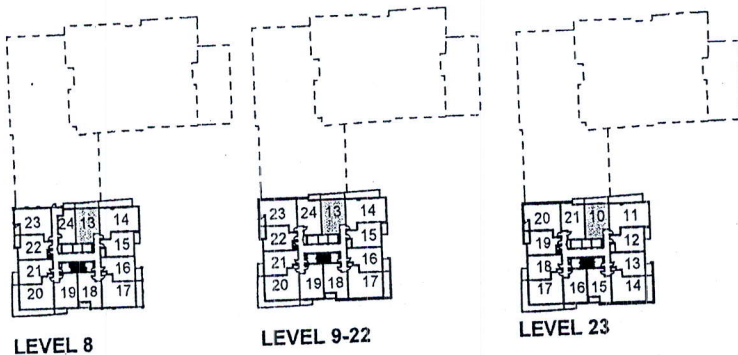 23 24 13 14
22 15
21 16
20 19 18 17
LEVEL 8
23 24 13 14
22 15
21 16
20 19 18 17
LEVEL 9-22
20 21 10 11
19 12
18 13
17 16 15 14
LEVEL 23